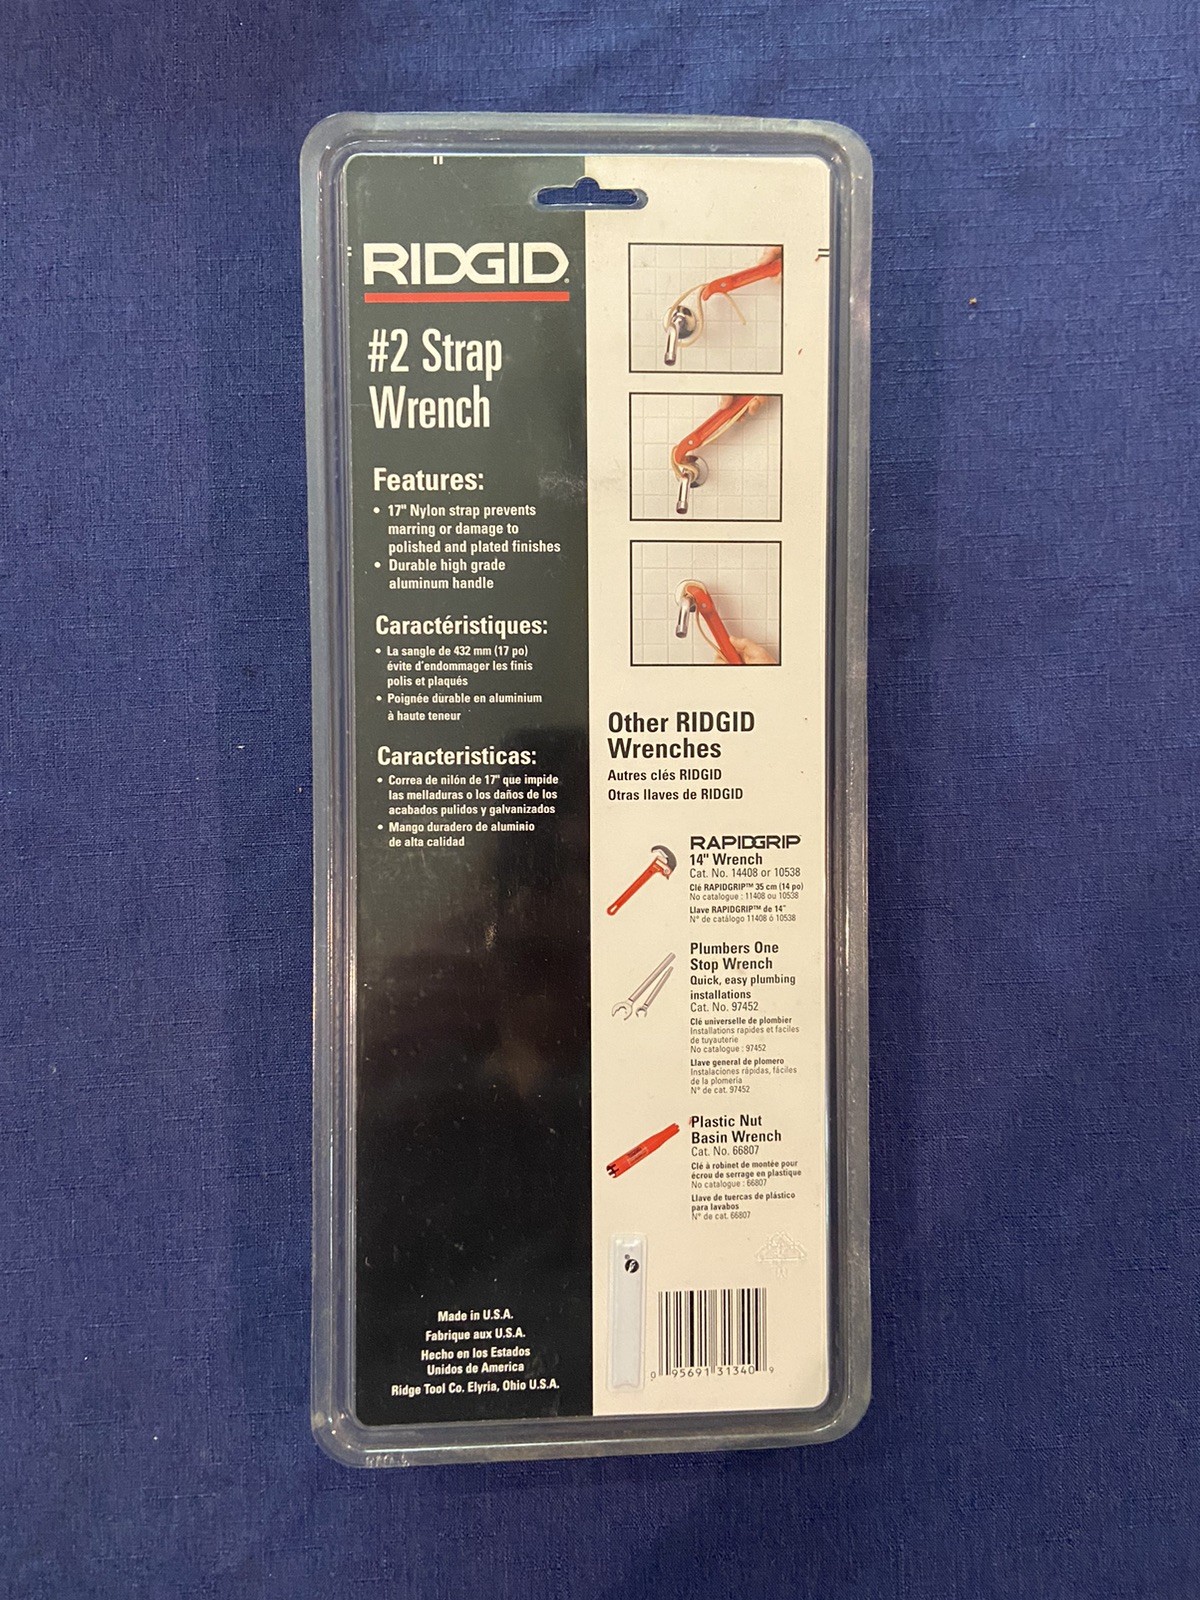 RIDGID®
#2 Strap
Wrench
Features:
• 17" Nylon strap prevents
marring or damage to
polished and plated finishes
• Durable high grade
aluminum handle
Caractéristiques:
• La sangle de 432 mm (17 po)
évite d'endommager les finis
polis et plaqués
• Poignée durable en aluminium
à haute teneur
Caracteristicas:
• Correa de nilón de 17" que impide
las melladuras o los daños de los
acabados pulidos y galvanizados
• Mango duradero de aluminio
de alta calidad
Made in U.S.A.
Fabrique aux U.S.A.
Hecho en los Estados
Unidos de America
Ridge Tool Co. Elyria, Ohio U.S.A.
Other RIDGID
Wrenches
Autres clés RIDGID
Otras llaves de RIDGID
RAPIDGRIP
14" Wrench
Cat. No. 14408 or 10538
Clé RAPIDGRIP™ 35 cm (14 po)
No catalogue : 11408 ou 10538
Llave RAPIDGRIP™ de 14"
N° de catálogo 11408 ó 10538
Plumbers One
Stop Wrench
Quick, easy plumbing
installations
Cat. No. 97452
Clé universelle de plombier
Installations rapides et faciles
de tuyauterie
No catalogue : 97452
Llave general de plomero
Instalaciones rápidas, fáciles
de la plomería
N° de cat. 97452
Plastic Nut
Basin Wrench
Cat. No. 66807
Clé à robinet de montée pour
écrou de serrage en plastique
No catalogue : 66807
Llave de tuercas de plástico
para lavabos
N° de cat. 66807
0 95691 31340 9